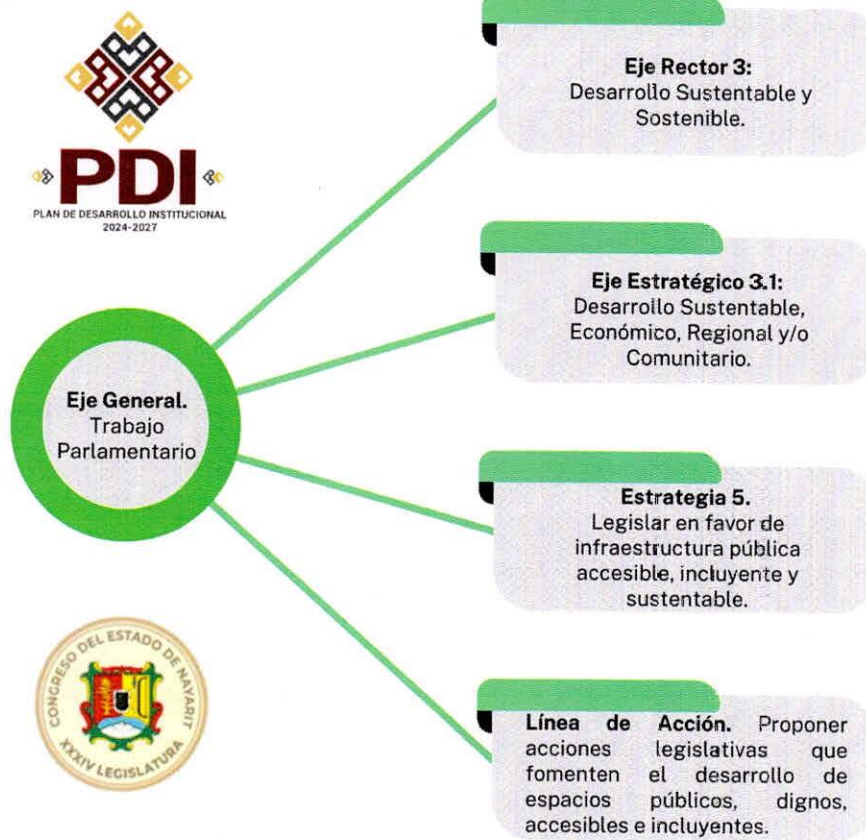 PDI
PLAN DE DESARROLLO INSTITUCIONAL
2024-2027
Eje General.
Trabajo
Parlamentario
CONGRESO DEL ESTADO DE NAYARIT
XXXIV LEGISLATURA
Eje Rector 3:
Desarrollo Sustentable y
Sostenible.
Eje Estratégico 3.1:
Desarrollo Sustentable,
Económico, Regional y/o
Comunitario.
Estrategia 5.
Legislar en favor de
infraestructura pública
accesible, incluyente y
sustentable.
Línea de Acción. Proponer
acciones legislativas que
fomenten el desarrollo de
espacios públicos, dignos,
accesibles e incluyentes.